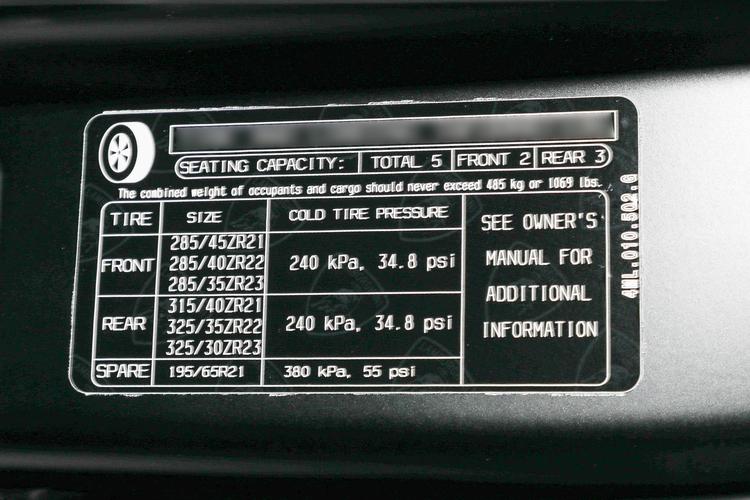 SEATING CAPACITY: TOTAL 5 FRONT 2 REAR 3
The combined weight of occupants and cargo should never exceed 485 kg or 1069 lbs.
TIRE SIZE COLD TIRE PRESSURE
FRONT
285/45ZR21
285/40ZR22
285/35ZR23
240 kPa, 34.8 psi
REAR
315/40ZR21
325/35ZR22
325/30ZR23
240 kPa, 34.8 psi
SPARE 195/65R21 380 kPa, 55 psi
SEE OWNER'S
MANUAL FOR
ADDITIONAL
INFORMATION
4ML.010.502.G